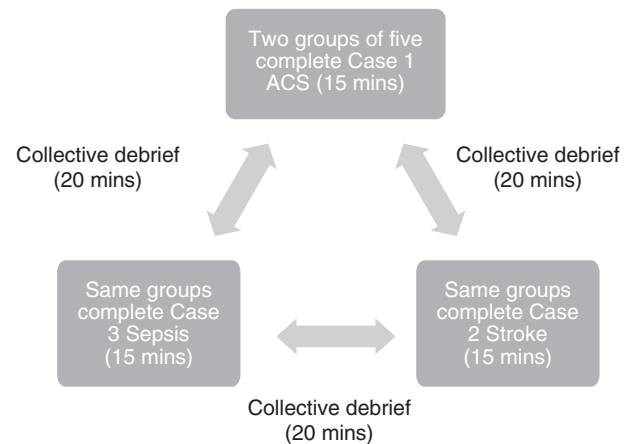 Two groups of five
complete Case 1
ACS (15 mins)
Collective debrief
(20 mins)
Collective debrief
(20 mins)
Same groups
complete Case
3 Sepsis
(15 mins)
Same groups
complete Case
2 Stroke
(15 mins)
Collective debrief
(20 mins)